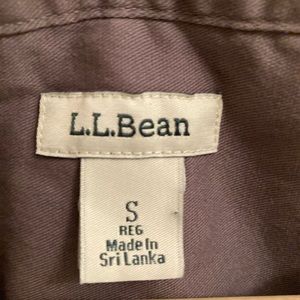 L.L.Bean
S
REG
Made In
Sri Lanka